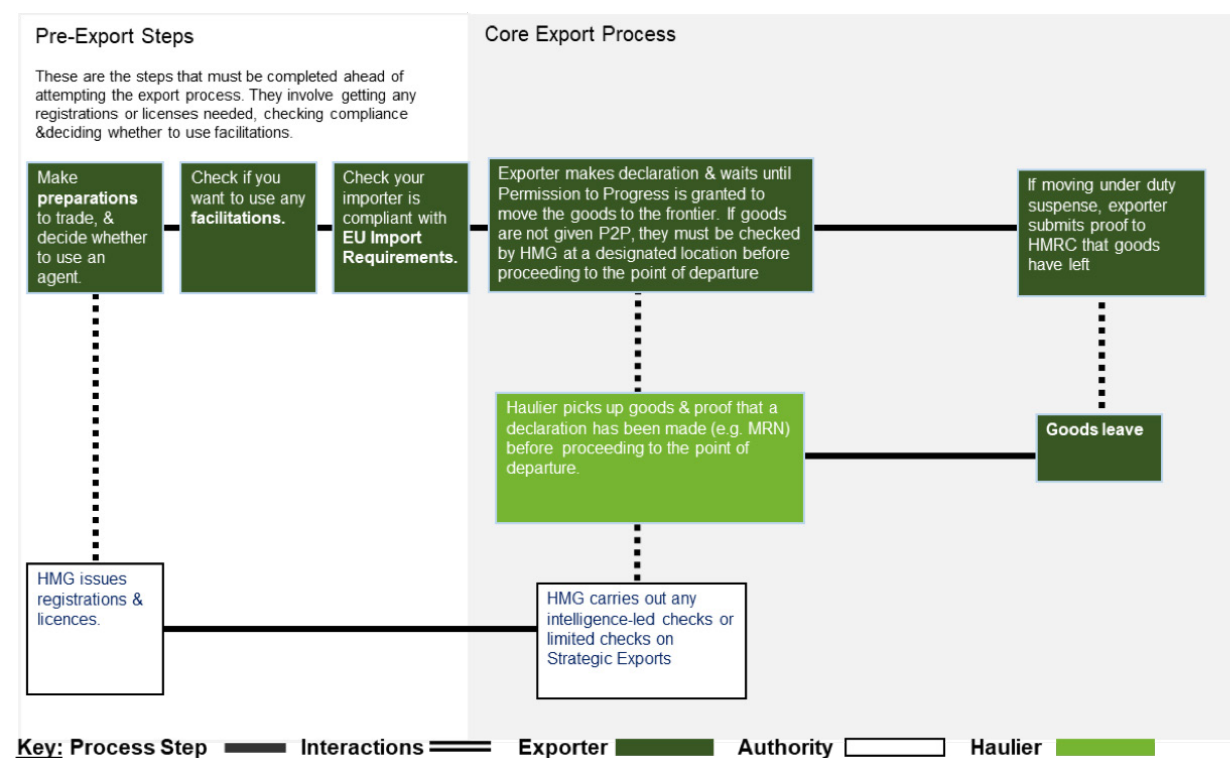 Pre-Export Steps
These are the steps that must be completed ahead of
attempting the export process. They involve getting any
registrations or licenses needed, checking compliance
&deciding whether to use facilitations.
Core Export Process
Make
preparations
to trade, &
decide whether
to use an
agent.
Check if you
want to use any
facilitations.
Check your
importer is
compliant with
EU Import
Requirements.
Exporter makes declaration & waits until
Permission to Progress is granted to
move the goods to the frontier. If goods
are not given P2P, they must be checked
by HMG at a designated location before
proceeding to the point of departure
If moving under duty
suspense, exporter
submits proof to
HMRC that goods
have left
Haulier picks up goods & proof that a
declaration has been made (e.g. MRN)
before proceeding to the point of
departure.
Goods leave
HMG issues
registrations &
licences.
HMG carries out any
intelligence-led checks or
limited checks on
Strategic Exports
Key: Process Step Interactions Exporter Authority Haulier